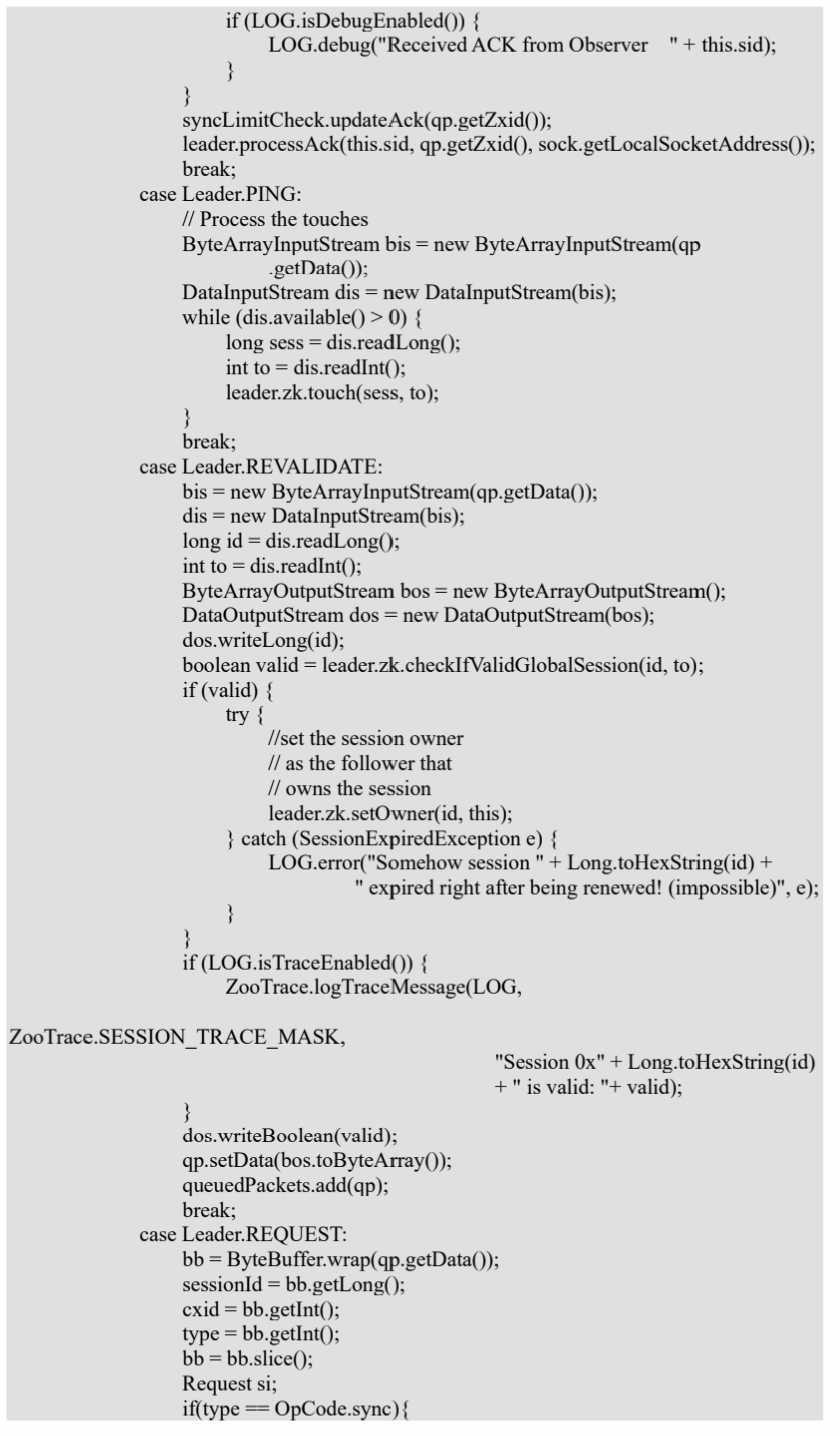 if (LOG.isDebugEnabled()) {
LOG.debug("Received ACK from Observer   " + this.sid);
}
}
syncLimitCheck.updateAck(qp.getZxid());
leader.processAck(this.sid, qp.getZxid(), sock.getLocalSocketAddress());
break;
case Leader.PING:
// Process the touches
ByteArrayInputStream bis = new ByteArrayInputStream(qp
.getData());
DataInputStream dis = new DataInputStream(bis);
while (dis.available() > 0) {
long sess = dis.readLong();
int to = dis.readInt();
leader.zk.touch(sess, to);
}
break;
case Leader.REVALIDATE:
bis = new ByteArrayInputStream(qp.getData());
dis = new DataInputStream(bis);
long id = dis.readLong();
int to = dis.readInt();
ByteArrayOutputStream bos = new ByteArrayOutputStream();
DataOutputStream dos = new DataOutputStream(bos);
dos.writeLong(id);
boolean valid = leader.zk.checkIfValidGlobalSession(id, to);
if (valid) {
try {
//set the session owner
// as the follower that
// owns the session
leader.zk.setOwner(id, this);
} catch (SessionExpiredException e) {
LOG.error("Somehow session " + Long.toHexString(id) +
" expired right after being renewed! (impossible)", e);
}
}
if (LOG.isTraceEnabled()) {
ZooTrace.logTraceMessage(LOG,
ZooTrace.SESSION_TRACE_MASK,
"Session 0x" + Long.toHexString(id)
+ " is valid: "+ valid);
}
dos.writeBoolean(valid);
qp.setData(bos.toByteArray());
queuedPackets.add(qp);
break;
case Leader.REQUEST:
bb = ByteBuffer.wrap(qp.getData());
sessionId = bb.getLong();
cxid = bb.getInt();
type = bb.getInt();
bb = bb.slice();
Request si;
if(type == OpCode.sync){